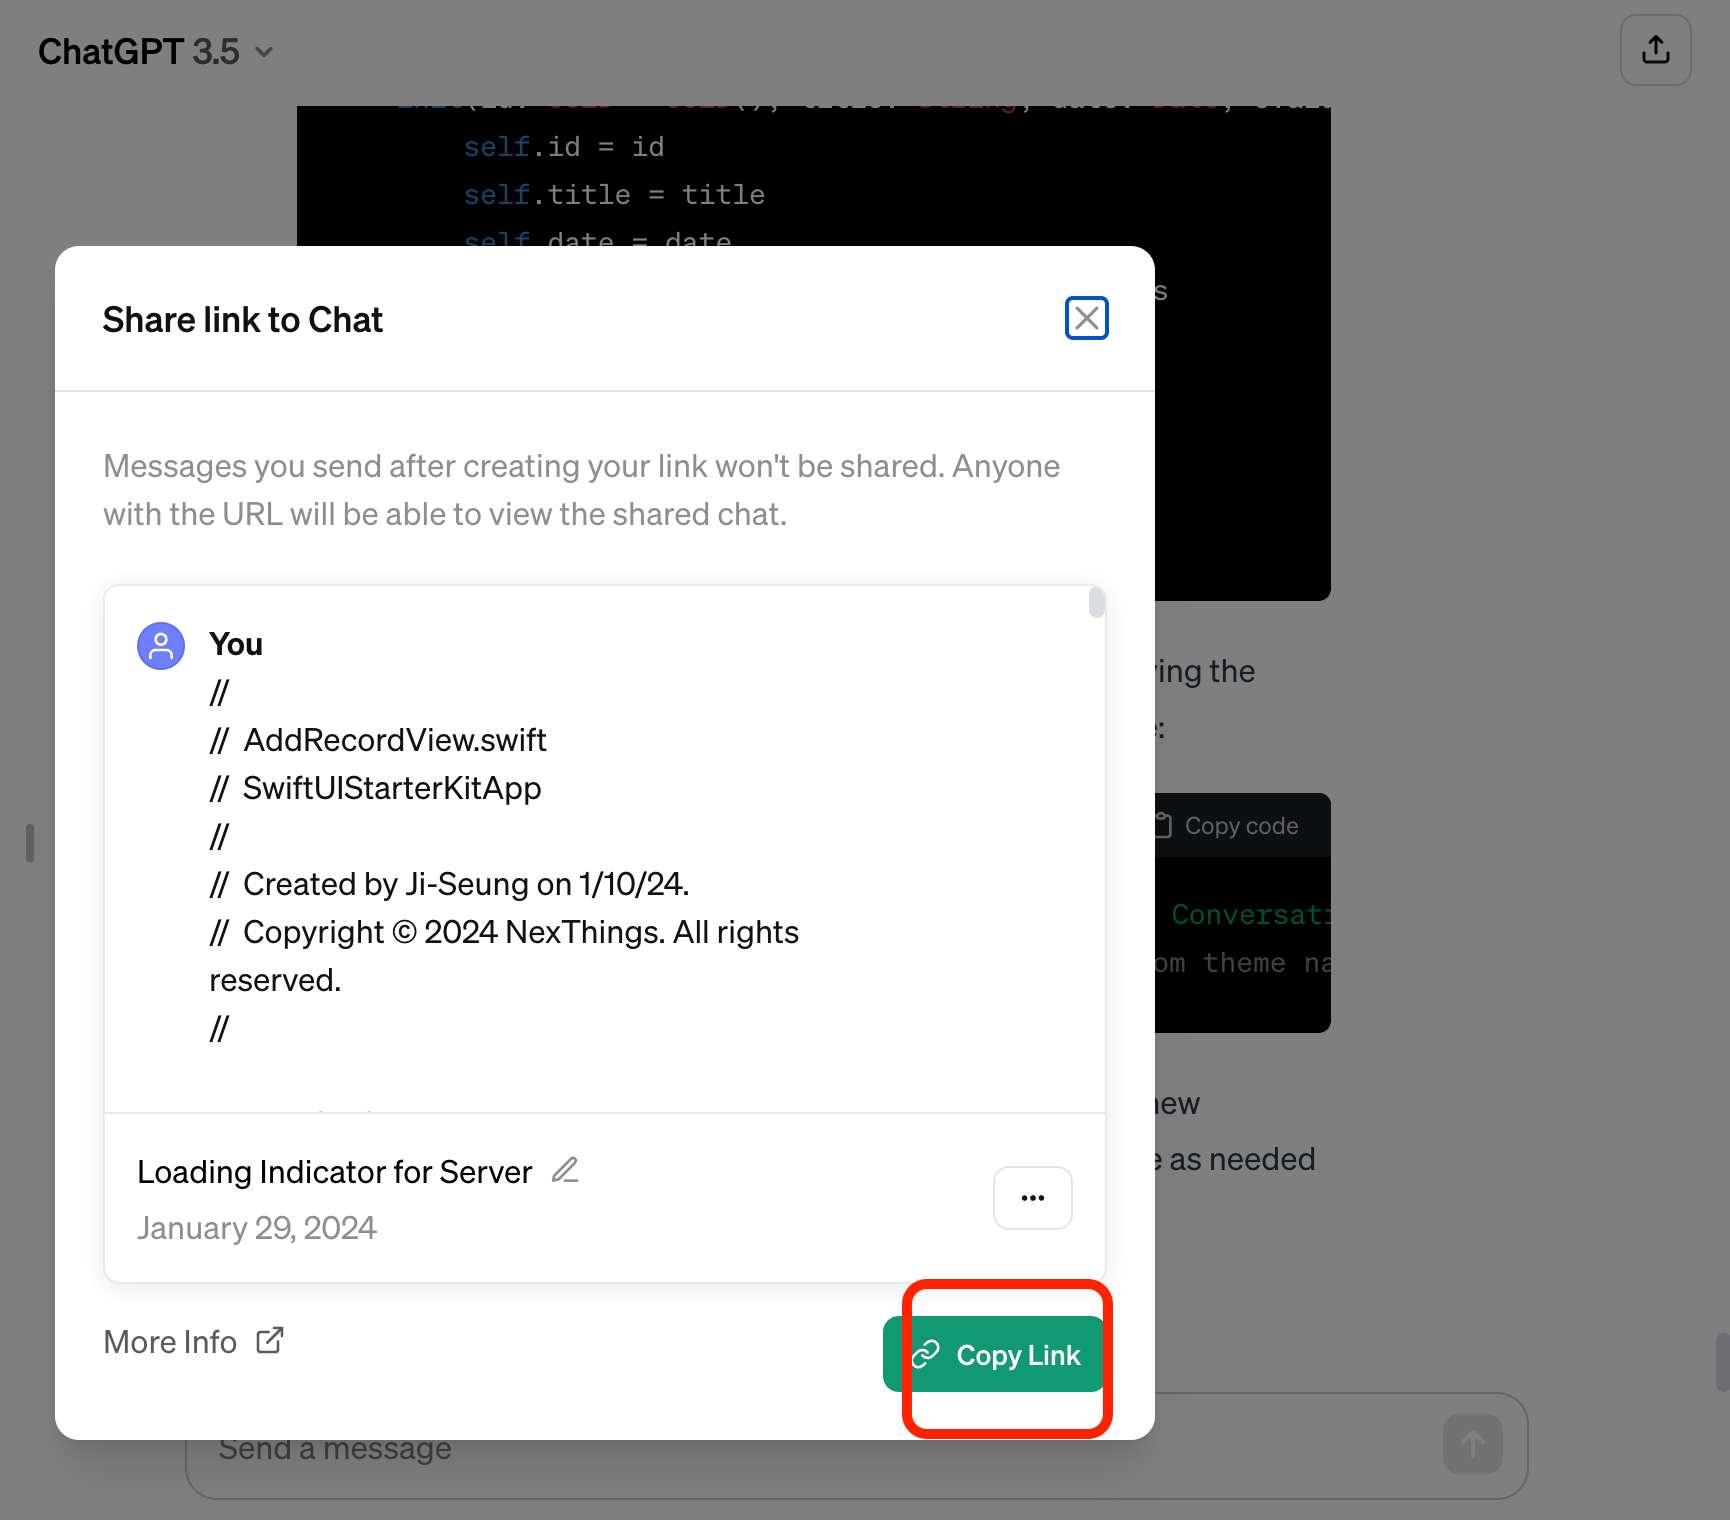 ChatGPT 3.5
self.id = id
self.title = title
self.date = date
s
Share link to Chat
Messages you send after creating your link won't be shared. Anyone
with the URL will be able to view the shared chat.
You
//
// AddRecordView.swift
// SwiftUIStarterKitApp
//
// Created by Ji-Seung on 1/10/24.
// Copyright © 2024 NexThings. All rights
reserved.
//
ving the
e:
Copy code
Conversati
om theme na
new
e as needed
Loading Indicator for Server
January 29, 2024
...
More Info
Copy Link
Send a message